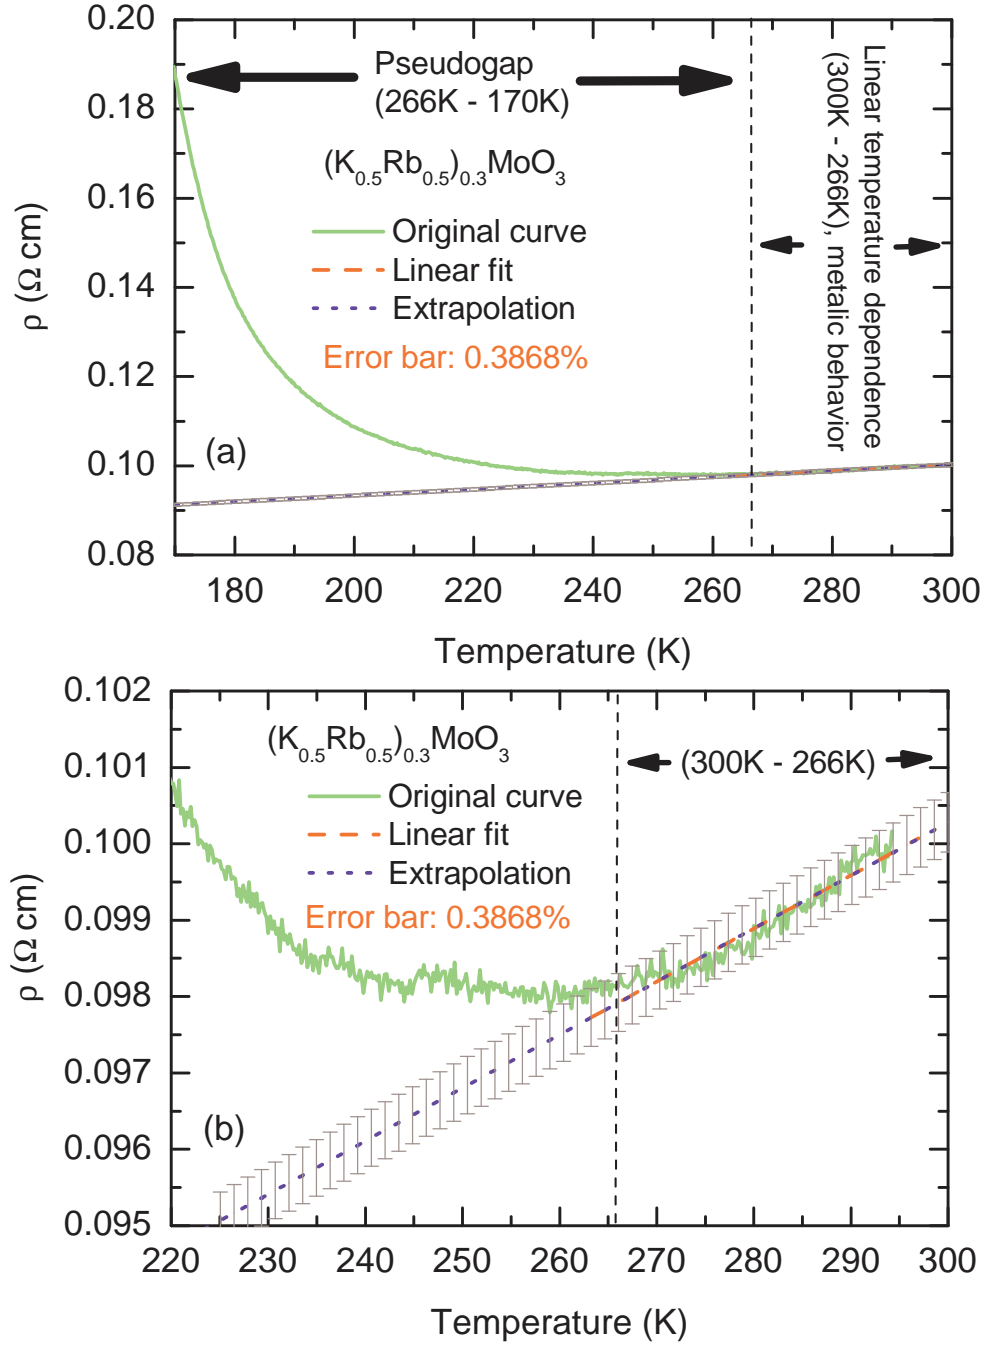 0.20
0.18
0.16
0.14
0.12
0.10
0.08
ρ (Ω cm)
Pseudogap
(266K - 170K)
(K0.5Rb0.5)0.3MoO3
Original curve
Linear fit
Extrapolation
Error bar: 0.3868%
(a)
Linear temperature dependence
(300K - 266K), metalic behavior
180 200 220 240 260 280 300
Temperature (K)
0.102
0.101
0.100
0.099
0.098
0.097
0.096
0.095
ρ (Ω cm)
(K0.5Rb0.5)0.3MoO3
Original curve
Linear fit
Extrapolation
Error bar: 0.3868%
(300K - 266K)
(b)
220 230 240 250 260 270 280 290 300
Temperature (K)